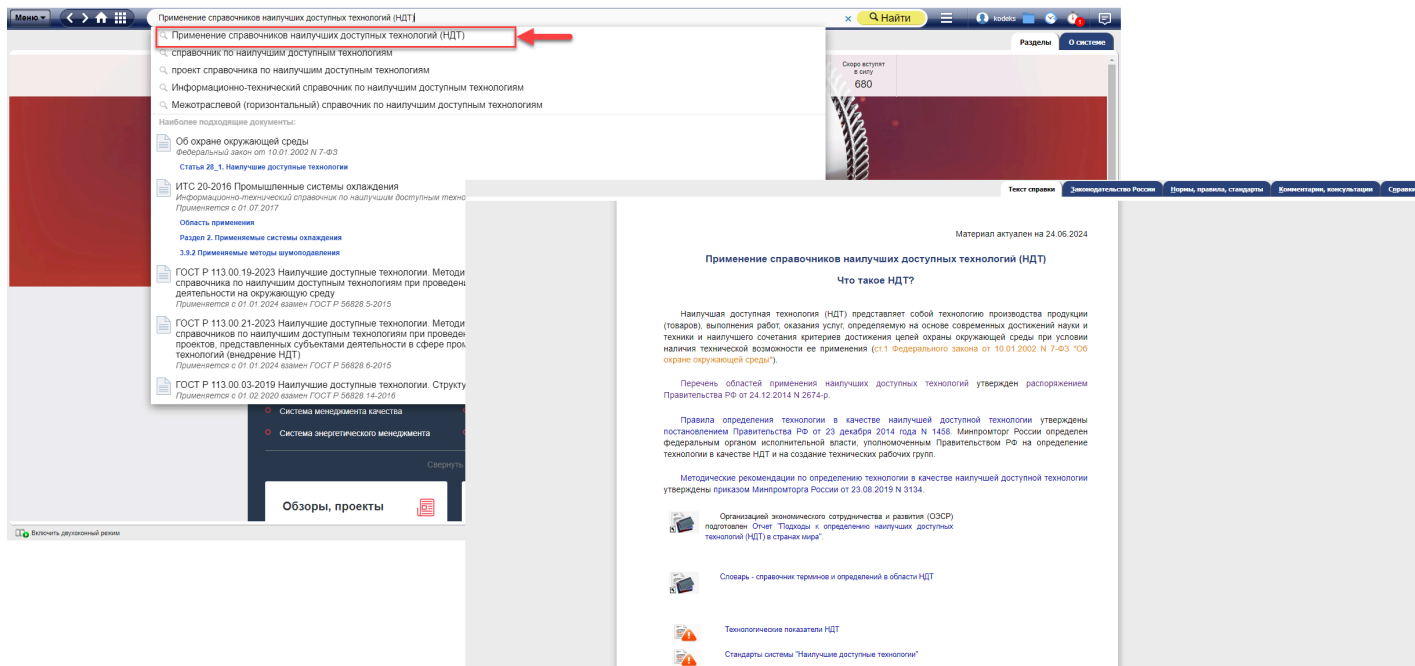 Меню
Применение справочников наилучших доступных технологий (НДТ)
× Найти
kodeks
Разделы
О системе
Применение справочников наилучших доступных технологий (НДТ)
справочник по наилучшим доступным технологиям
проект справочника по наилучшим доступным технологиям
Информационно-технический справочник по наилучшим доступным технологиям
Межотраслевой (горизонтальный) справочник по наилучшим доступным технологиям
Скоро вступят
в силу
680
Наиболее подходящие документы:
Об охране окружающей среды
Федеральный закон от 10.01.2002 N 7-ФЗ
Статья 28_1. Наилучшие доступные технологии
ИТС 20-2016 Промышленные системы охлаждения
Информационно-технический справочник по наилучшим доступным техно
Применяется с 01.07.2017
Область применения
Раздел 2. Применяемые системы охлаждения
3.9.2 Применяемые методы шумоподавления
ГОСТ Р 113.00.19-2023 Наилучшие доступные технологии. Методи
справочника по наилучшим доступным технологиям при проведени
деятельности на окружающую среду
Применяется с 01.01.2024 взамен ГОСТ Р 56828.5-2015
ГОСТ Р 113.00.21-2023 Наилучшие доступные технологии. Методи
справочников по наилучшим доступным технологиям при проведен
проектов, представленных субъектами деятельности в сфере пром
технологий (внедрение НДТ)
Применяется с 01.01.2024 взамен ГОСТ Р 56828.6-2015
ГОСТ Р 113.00.03-2019 Наилучшие доступные технологии. Структу
Применяется с 01.02.2020 взамен ГОСТ Р 56828.14-2016
Система менеджмента качества
Система энергетического менеджмента
Свернуть
Обзоры, проекты
Включить двухоконный режим
Текст справки
Законодательство России
Нормы, правила, стандарты
Комментарии, консультации
Справки
Материал актуален на 24.06.2024
Применение справочников наилучших доступных технологий (НДТ)
Что такое НДТ?
Наилучшая доступная технология (НДТ) представляет собой технологию производства продукции
(товаров), выполнения работ, оказания услуг, определяемую на основе современных достижений науки и
техники и наилучшего сочетания критериев достижения целей охраны окружающей среды при условии
наличия технической возможности ее применения (ст.1 Федерального закона от 10.01.2002 N 7-ФЗ "Об
охране окружающей среды").
Перечень областей применения наилучших доступных технологий утвержден распоряжением
Правительства РФ от 24.12.2014 N 2674-р.
Правила определения технологии в качестве наилучшей доступной технологии утверждены
постановлением Правительства РФ от 23 декабря 2014 года N 1458. Минпромторг России определен
федеральным органом исполнительной власти, уполномоченным Правительством РФ на определение
технологии в качестве НДТ и на создание технических рабочих групп.
Методические рекомендации по определению технологии в качестве наилучшей доступной технологии
утверждены приказом Минпромторга России от 23.08.2019 N 3134.
Организацией экономического сотрудничества и развития (ОЭСР)
подготовлен Отчет "Подходы к определению наилучших доступных
технологий (НДТ) в странах мира".
Словарь - справочник терминов и определений в области НДТ
Технологические показатели НДТ
Стандарты системы "Наилучшие доступные технологии"